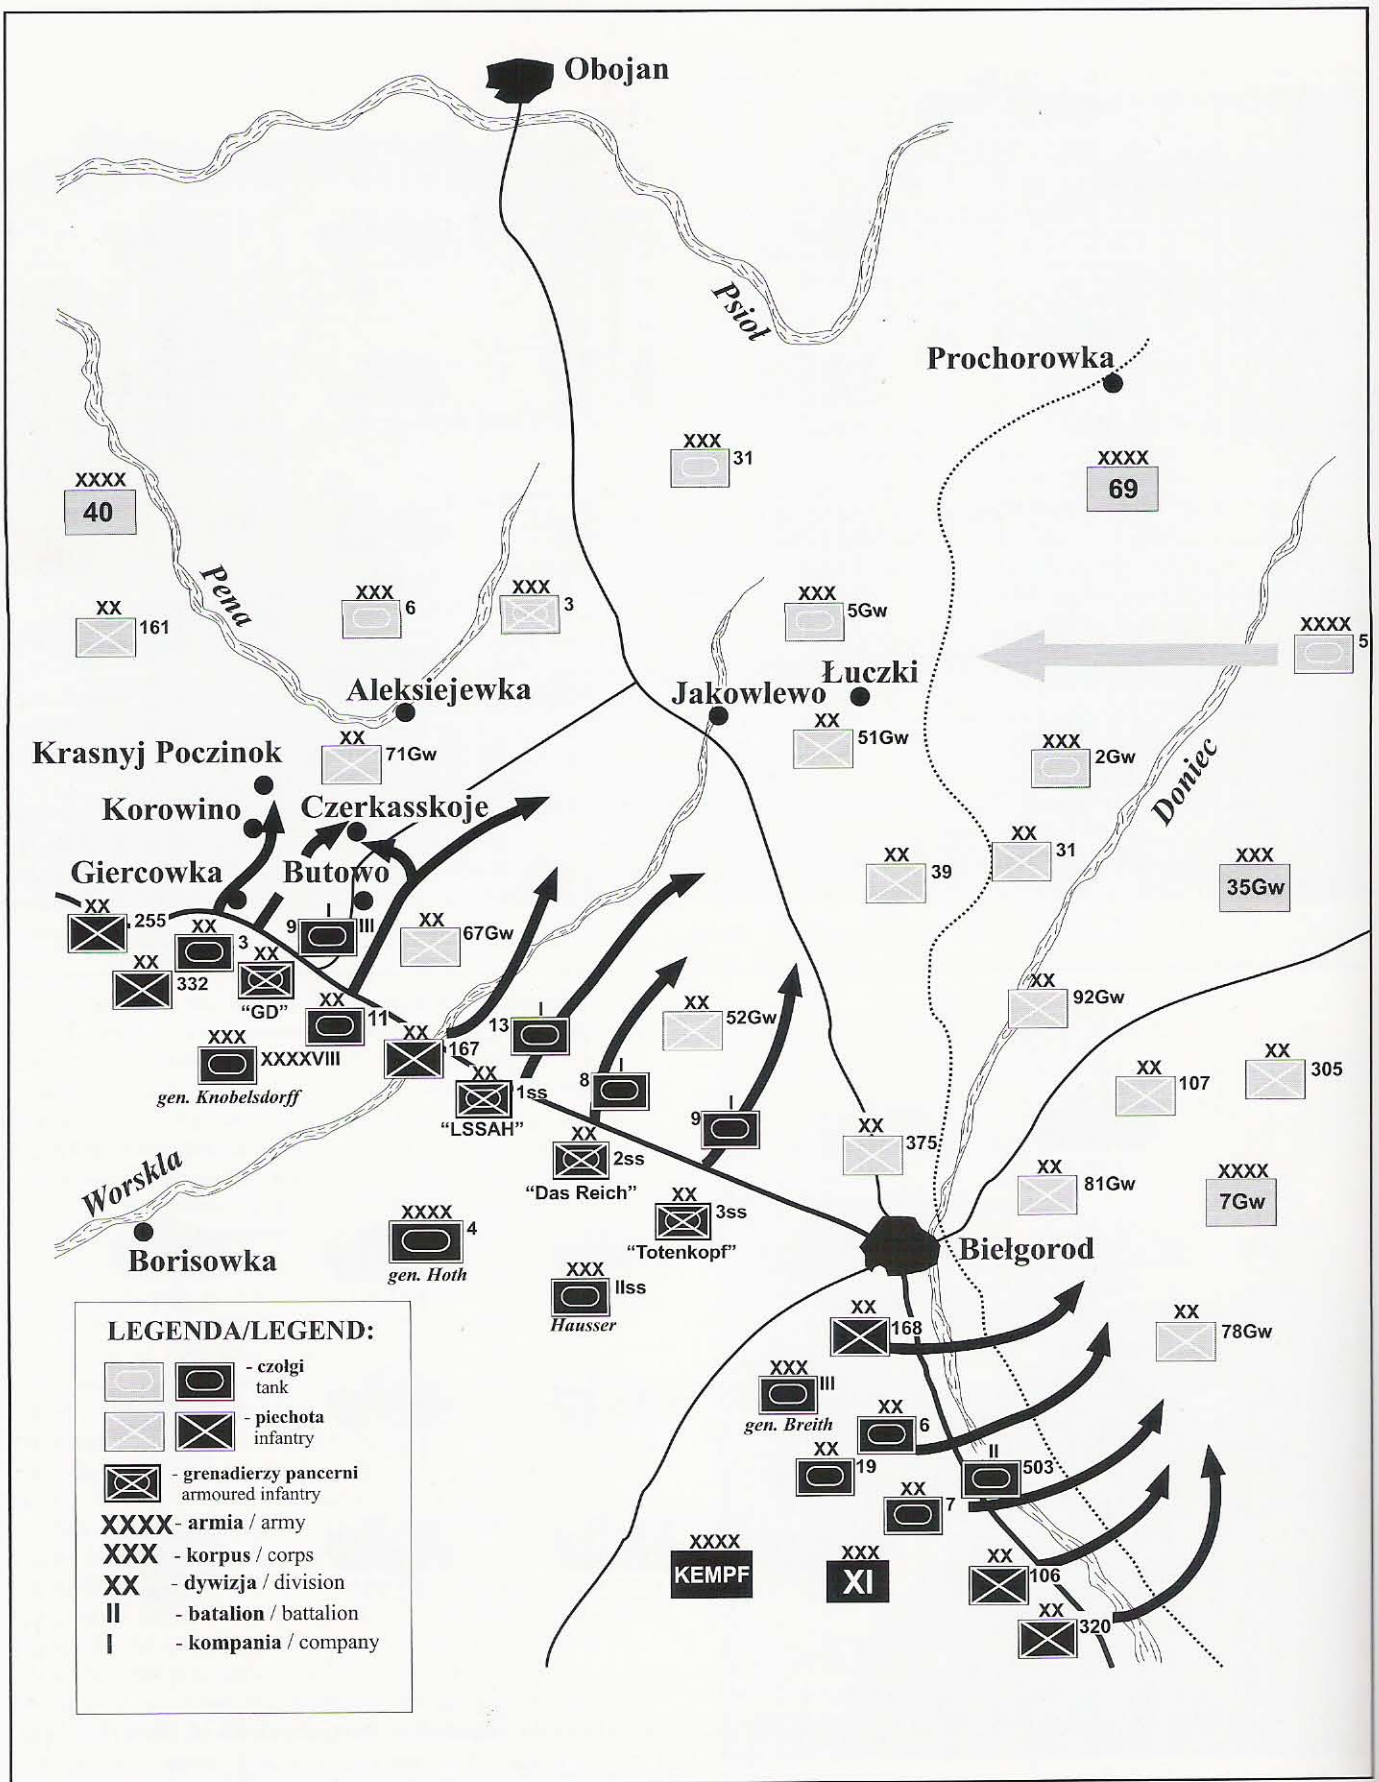 Obojan
Psioł
Prochorowka
XXX
31
XXXX
69
XXXX
40
Pena
XXX
6
XXX
3
XX
161
XXX
5Gw
XXXX
5
Aleksiejewka
Jakowlewo
Łuczki
XX
51Gw
XX
71Gw
XXX
2Gw
Doniec
Krasnyj Poczinok
Korowino
Czerkasskoje
Giercowka
Butowo
XX
39
XX
31
XXX
35Gw
XX
255
XX
3
I
9 III
XX
67Gw
XX
332
XX
"GD"
XX
11
XX
92Gw
XXX
XXXXVIII
gen. Knobelsdorff
XX
167
I
13
XX
52Gw
XX
1ss
"LSSAH"
I
8
I
9
XX
107
XX
305
XX
375
XX
2ss
"Das Reich"
XX
81Gw
XXXX
7Gw
Worskla
Borisowka
XX
3ss
"Totenkopf"
XXXX
4
gen. Hoth
Biełgorod
XXX
IIss
Hausser
XX
168
XX
78Gw
XXX
III
gen. Breith
XX
6
XX
19
II
503
XX
7
XXXX
KEMPF
XXX
XI
XX
106
XX
320
LEGENDA/LEGEND:
- czołgi
tank
- piechota
infantry
- grenadierzy pancerni
armoured infantry
XXXX - armia / army
XXX - korpus / corps
XX - dywizja / division
II - batalion / battalion
I - kompania / company